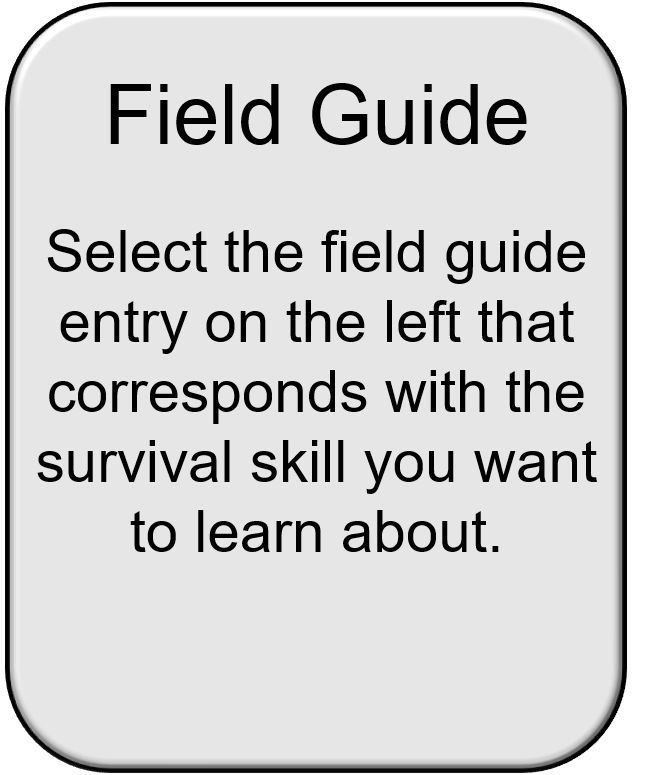 Field Guide
Select the field guide
entry on the left that
corresponds with the
survival skill you want
to learn about.